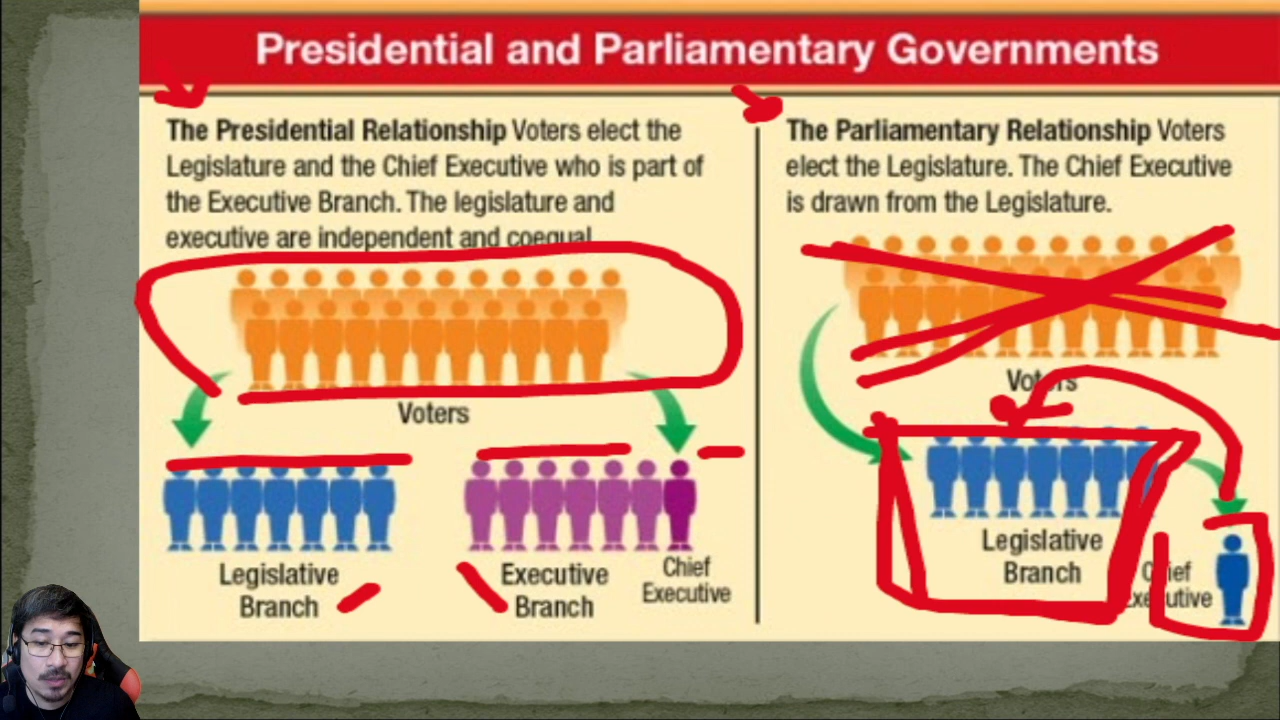 Presidential and Parliamentary Governments
The Presidential Relationship Voters elect the
Legislature and the Chief Executive who is part of
the Executive Branch. The legislature and
executive are independent and coequal
Voters
Legislative
Branch
Executive
Branch
Chief
Executive
The Parliamentary Relationship Voters
elect the Legislature. The Chief Executive
is drawn from the Legislature.
Voters
Legislative
Branch
Chief
Executive